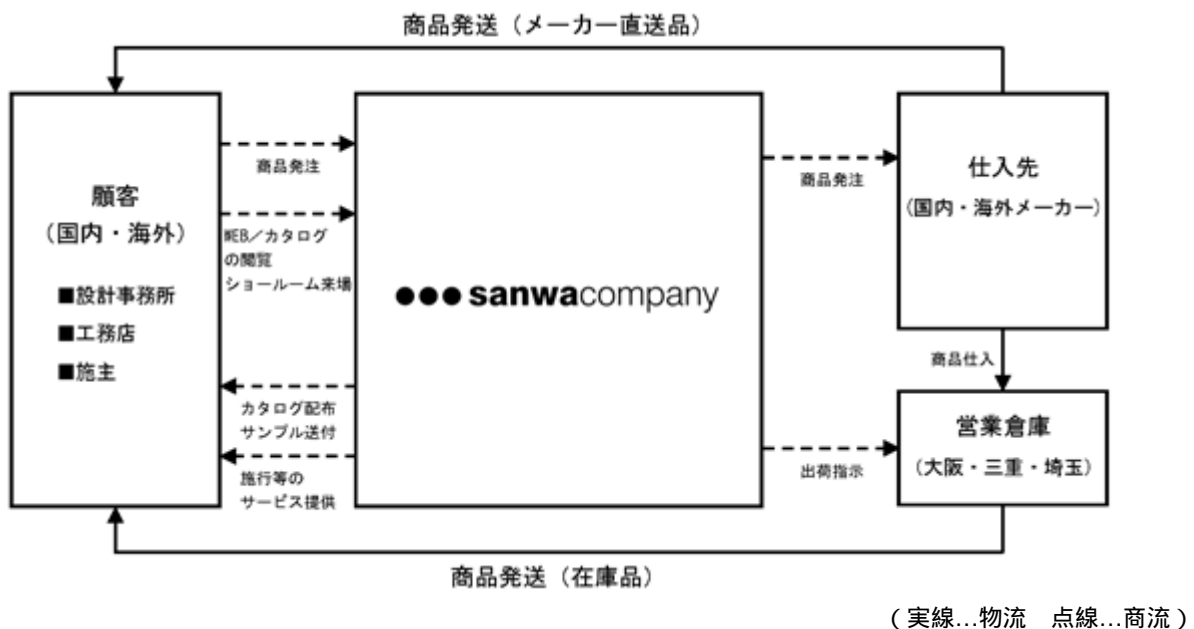 商品発送（メーカー直送品）
顧客
（国内・海外）
■設計事務所
■工務店
■施主
商品発注
WEB／カタログ
の閲覧
ショールーム来場
カタログ配布
サンプル送付
施行等の
サービス提供
●●● sanwacompany
商品発注
出荷指示
仕入先
（国内・海外メーカー）
商品仕入
営業倉庫
（大阪・三重・埼玉）
商品発送（在庫品）
（実線…物流　点線…商流）